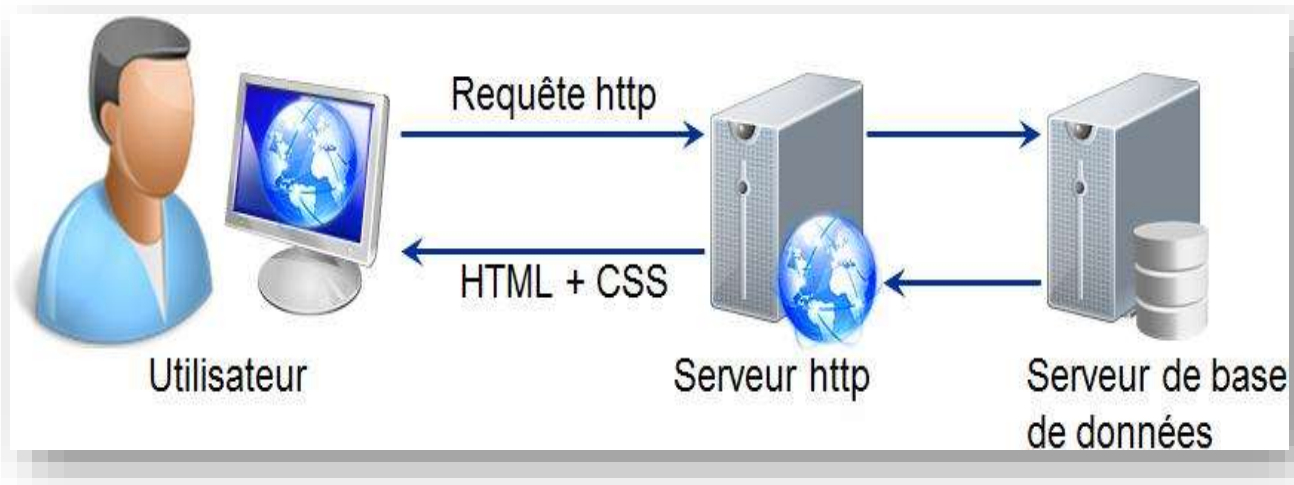 Requête http
HTML + CSS
Utilisateur
Serveur http
Serveur de base
de données